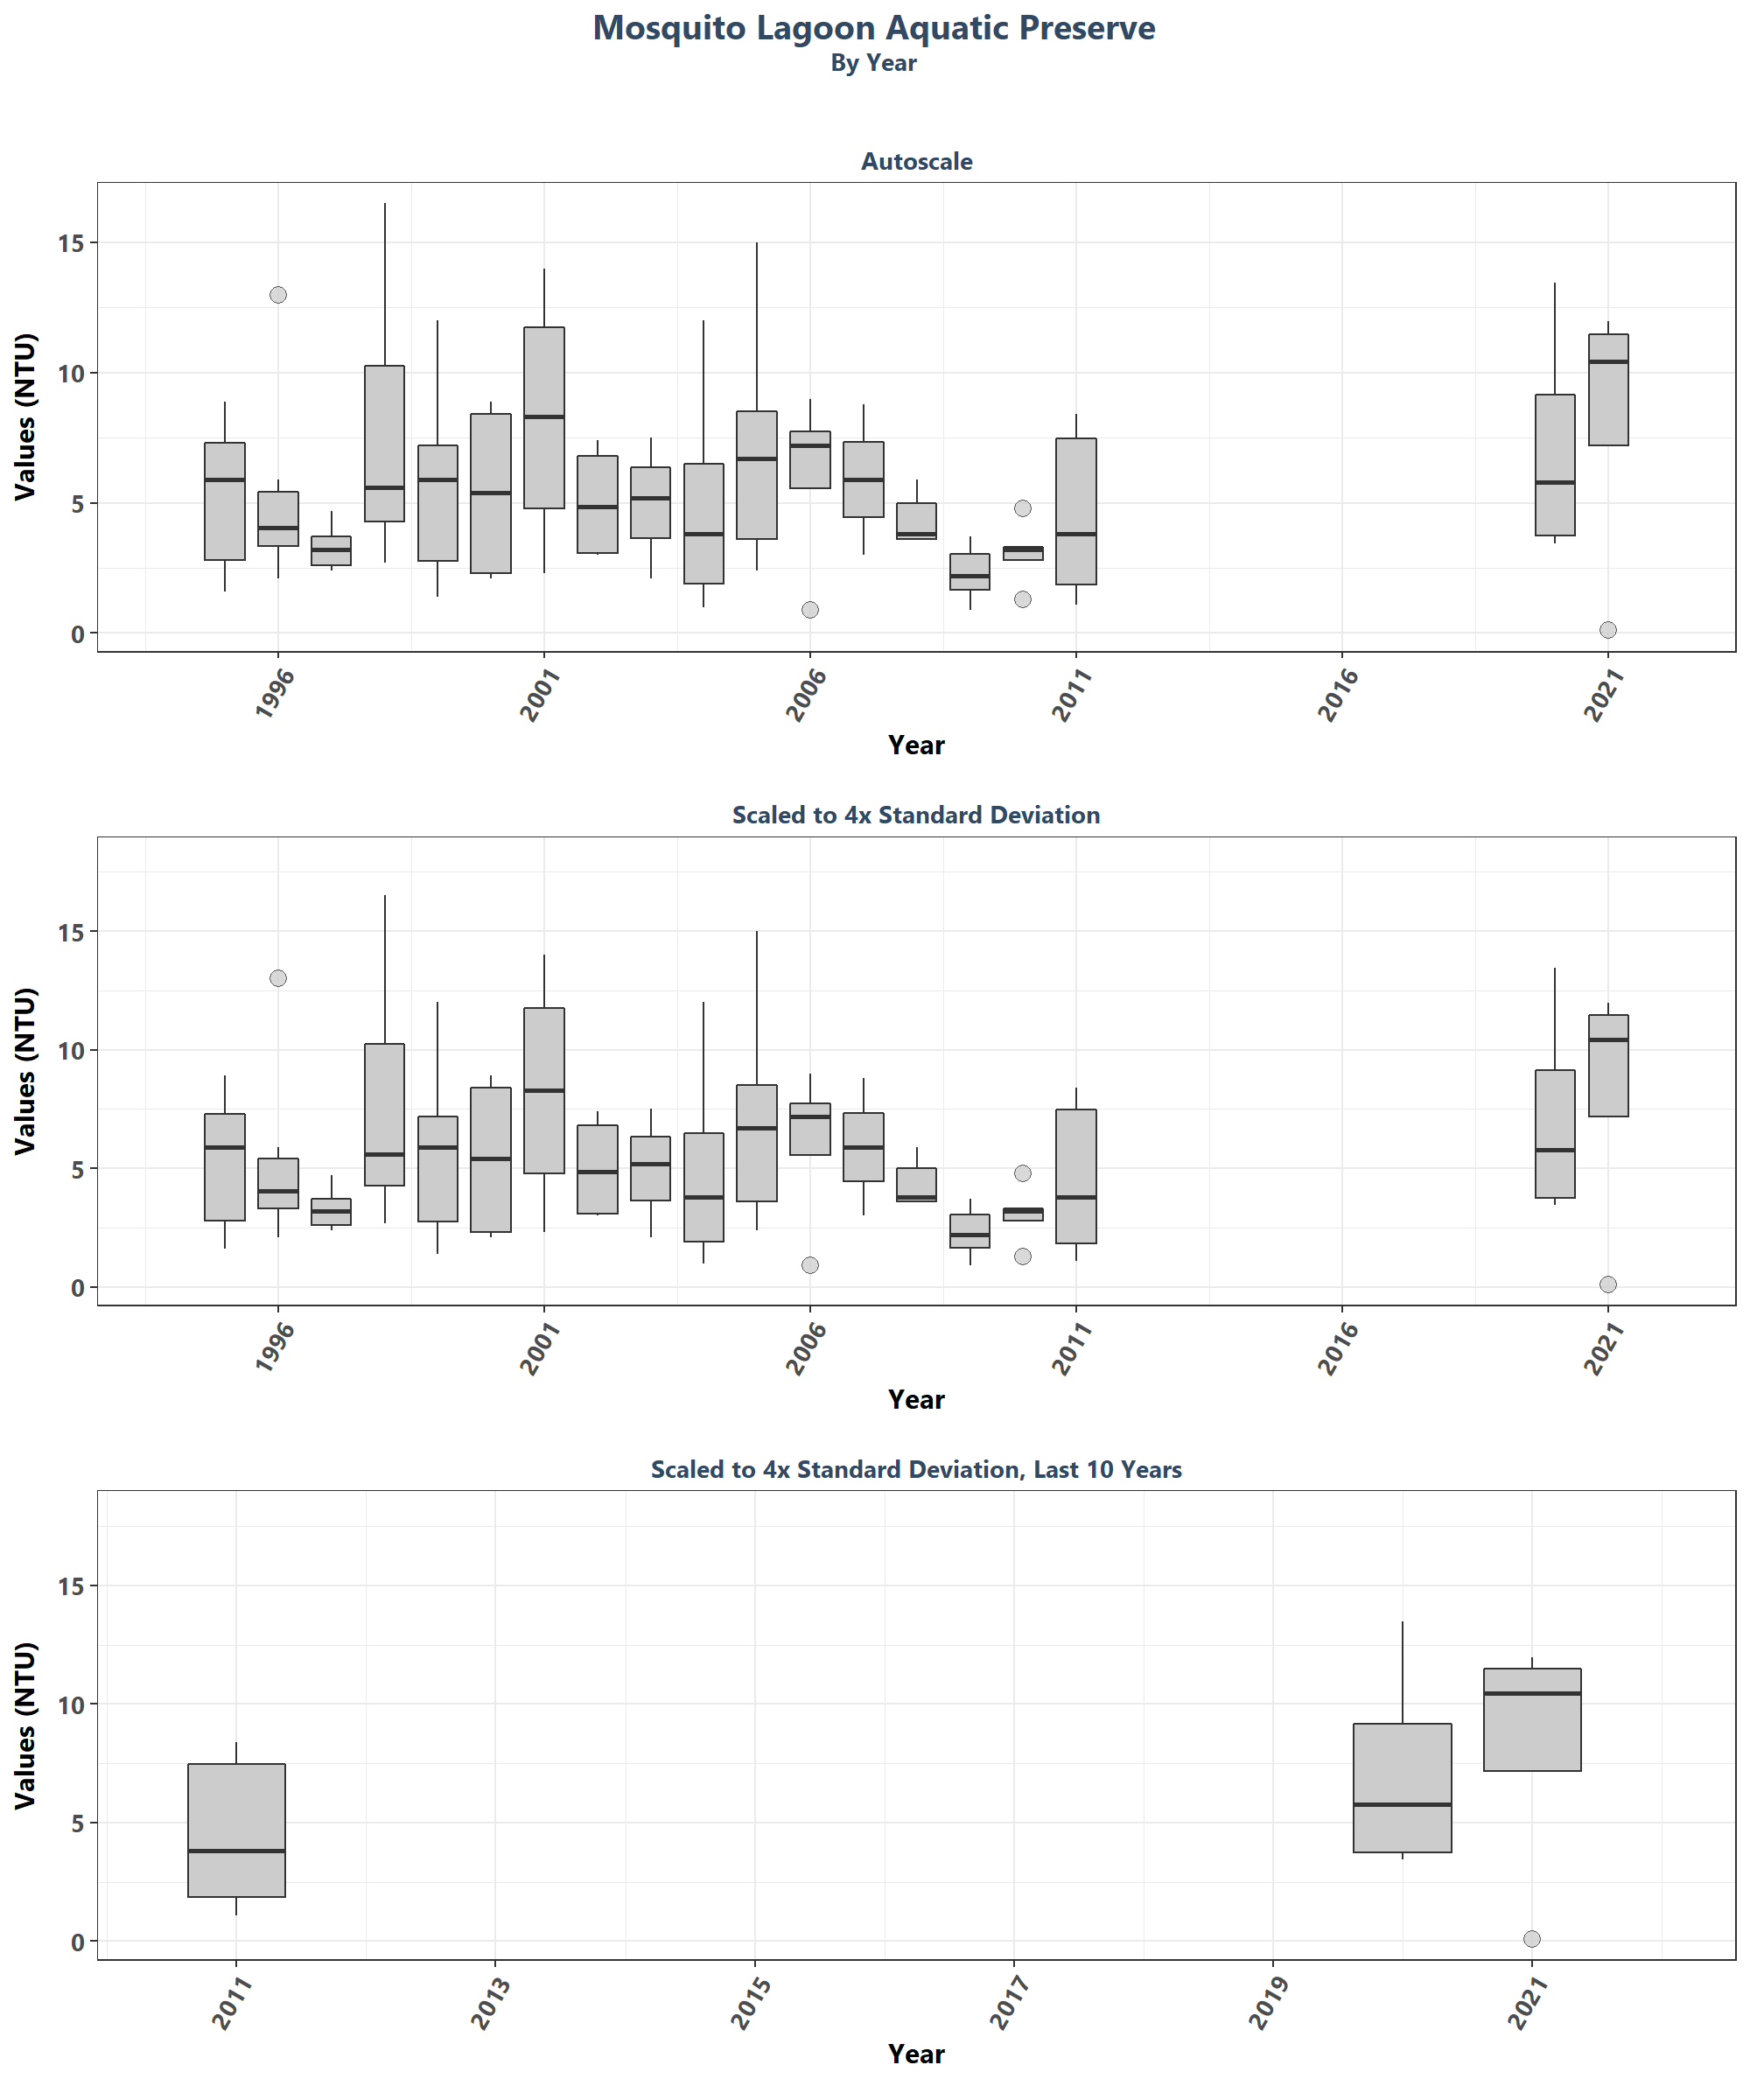 Mosquito Lagoon Aquatic Preserve
By Year
Autoscale
Values (NTU)
15
10
5
0
1996
2001
2006
2011
2016
2021
Year
Scaled to 4x Standard Deviation
Values (NTU)
15
10
5
0
1996
2001
2006
2011
2016
2021
Year
Scaled to 4x Standard Deviation, Last 10 Years
Values (NTU)
15
10
5
0
2011
2013
2015
2017
2019
2021
Year